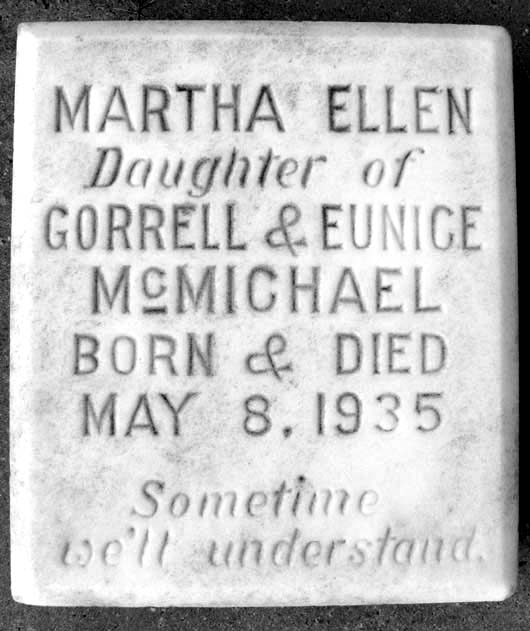 MARTHA ELLEN
Daughter of
GORRELL & EUNICE
McMICHAEL
BORN & DIED
MAY 8, 1935
Sometime
we'll understand.